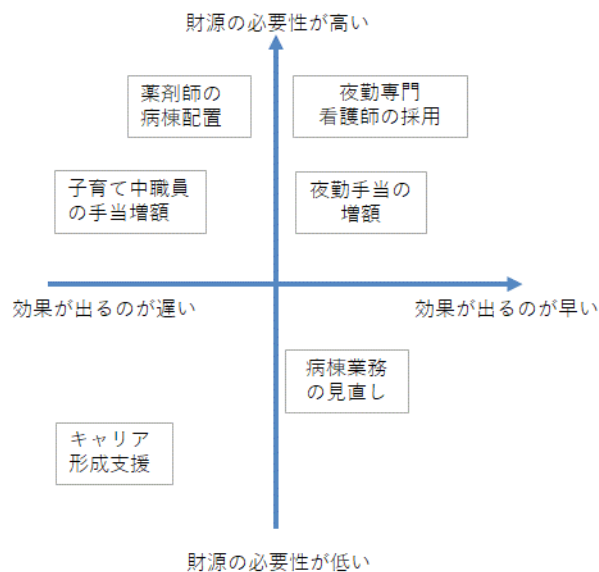 財源の必要性が高い
薬剤師の
病棟配置
夜勤専門
看護師の採用
子育て中職員
の手当増額
夜勤手当の
増額
効果が出るのが遅い
効果が出るのが早い
病棟業務
の見直し
キャリア
形成支援
財源の必要性が低い